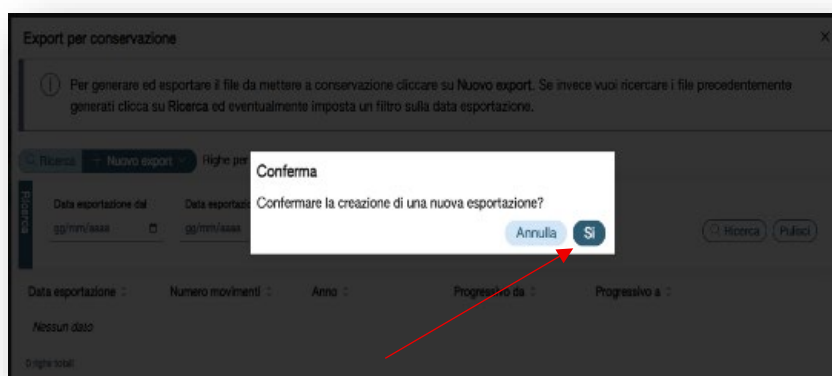 Export per conservazione
Per generare ed esportare il file da mettere a conservazione cliccare su Nuovo export. Se invece vuoi ricercare i file precedentemente
generati clicca su Ricerca ed eventualmente imposta un filtro sulla data esportazione.
Ricerca + Nuovo export Righe per
Conferma
Confermare la creazione di una nuova esportazione?
Annulla Sì
Ricerca
Data esportazione dal Data esportazio
gg/mm/aaaa gg/mm/aaaa
Ricerca Pulisci
Data esportazione Numero movimenti Anno Progressivo da Progressivo a
Nessun dato
0 righe totali